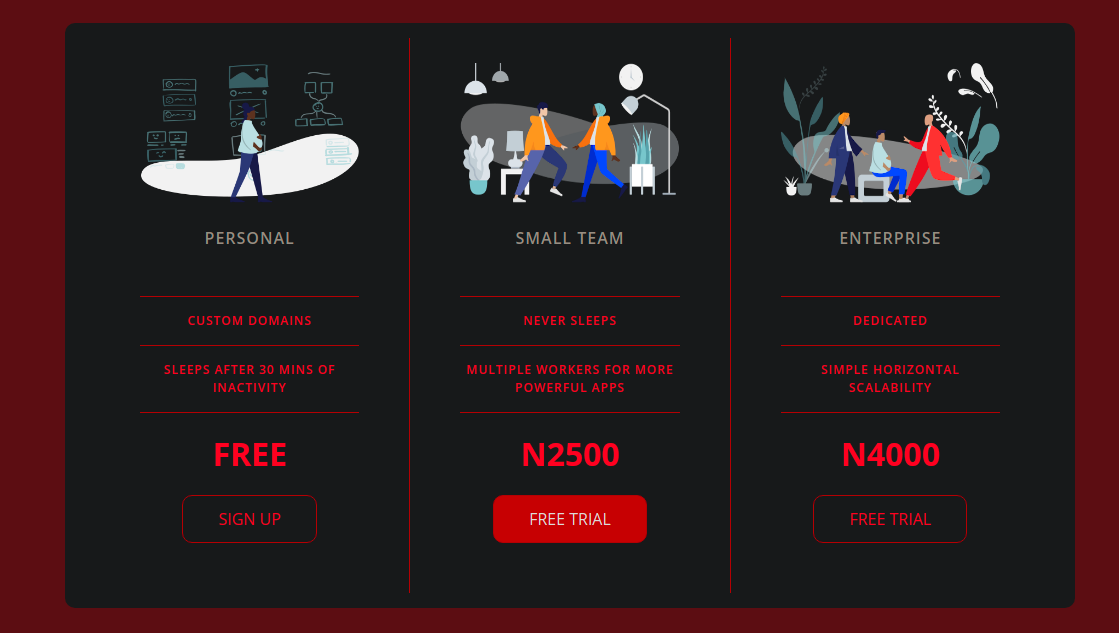 PERSONAL
CUSTOM DOMAINS
SLEEPS AFTER 30 MINS OF
INACTIVITY
FREE
SIGN UP
SMALL TEAM
NEVER SLEEPS
MULTIPLE WORKERS FOR MORE
POWERFUL APPS
N2500
FREE TRIAL
ENTERPRISE
DEDICATED
SIMPLE HORIZONTAL
SCALABILITY
N4000
FREE TRIAL